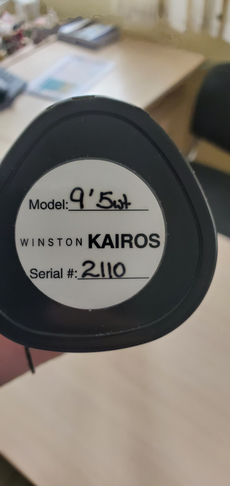 Model: 9' 5wt
WINSTON KAIROS
Serial #: 2110